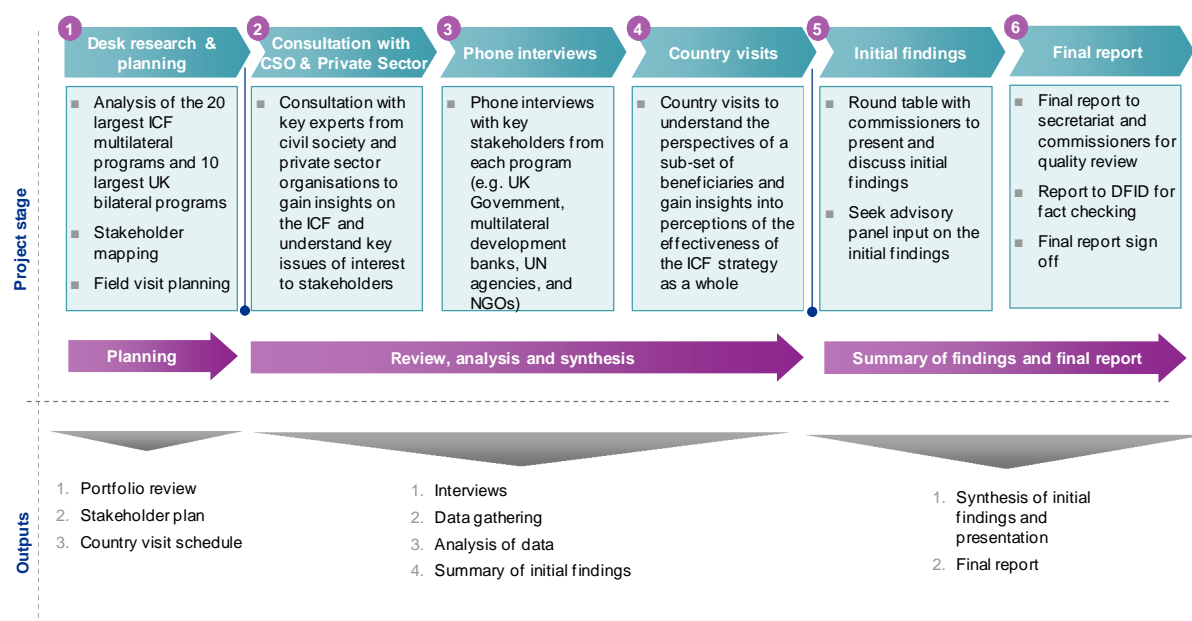 1
Desk research &
planning
2
Consultation with
CSO & Private Sector
3
Phone interviews
4
Country visits
5
Initial findings
6
Final report
Project stage
■ Analysis of the 20
largest ICF
multilateral
programs and 10
largest UK
bilateral programs
■ Stakeholder
mapping
■ Field visit planning
■ Consultation with
key experts from
civil society and
private sector
organisations to
gain insights on
the ICF and
understand key
issues of interest
to stakeholders
■ Phone interviews
with key
stakeholders from
each program
(e.g. UK
Government,
multilateral
development
banks, UN
agencies, and
NGOs)
■ Country visits to
understand the
perspectives of a
sub-set of
beneficiaries and
gain insights into
perceptions of the
effectiveness of
the ICF strategy
as a whole
■ Round table with
commissioners to
present and
discuss initial
findings
■ Seek advisory
panel input on the
initial findings
■ Final report to
secretariat and
commissioners for
quality review
■ Report to DFID for
fact checking
■ Final report sign
off
Planning
Review, analysis and synthesis
Summary of findings and final report
Outputs
1. Portfolio review
2. Stakeholder plan
3. Country visit schedule
1. Interviews
2. Data gathering
3. Analysis of data
4. Summary of initial findings
1. Synthesis of initial
findings and
presentation
2. Final report